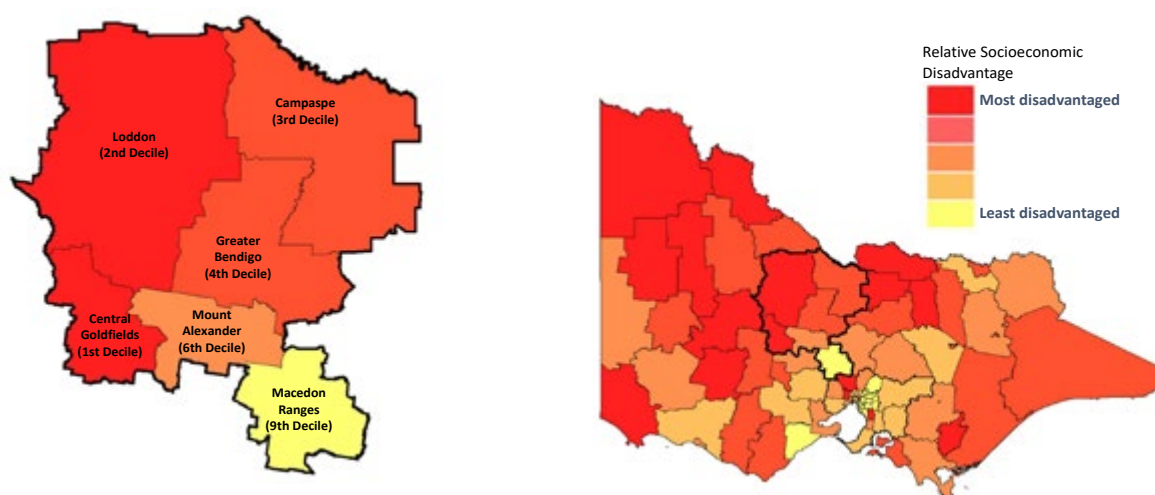 Campaspe
(3rd Decile)
Loddon
(2nd Decile)
Greater
Bendigo
(4th Decile)
Central
Goldfields
(1st Decile)
Mount
Alexander
(6th Decile)
Macedon
Ranges
(9th Decile)
Relative Socioeconomic
Disadvantage
Most disadvantaged
Least disadvantaged